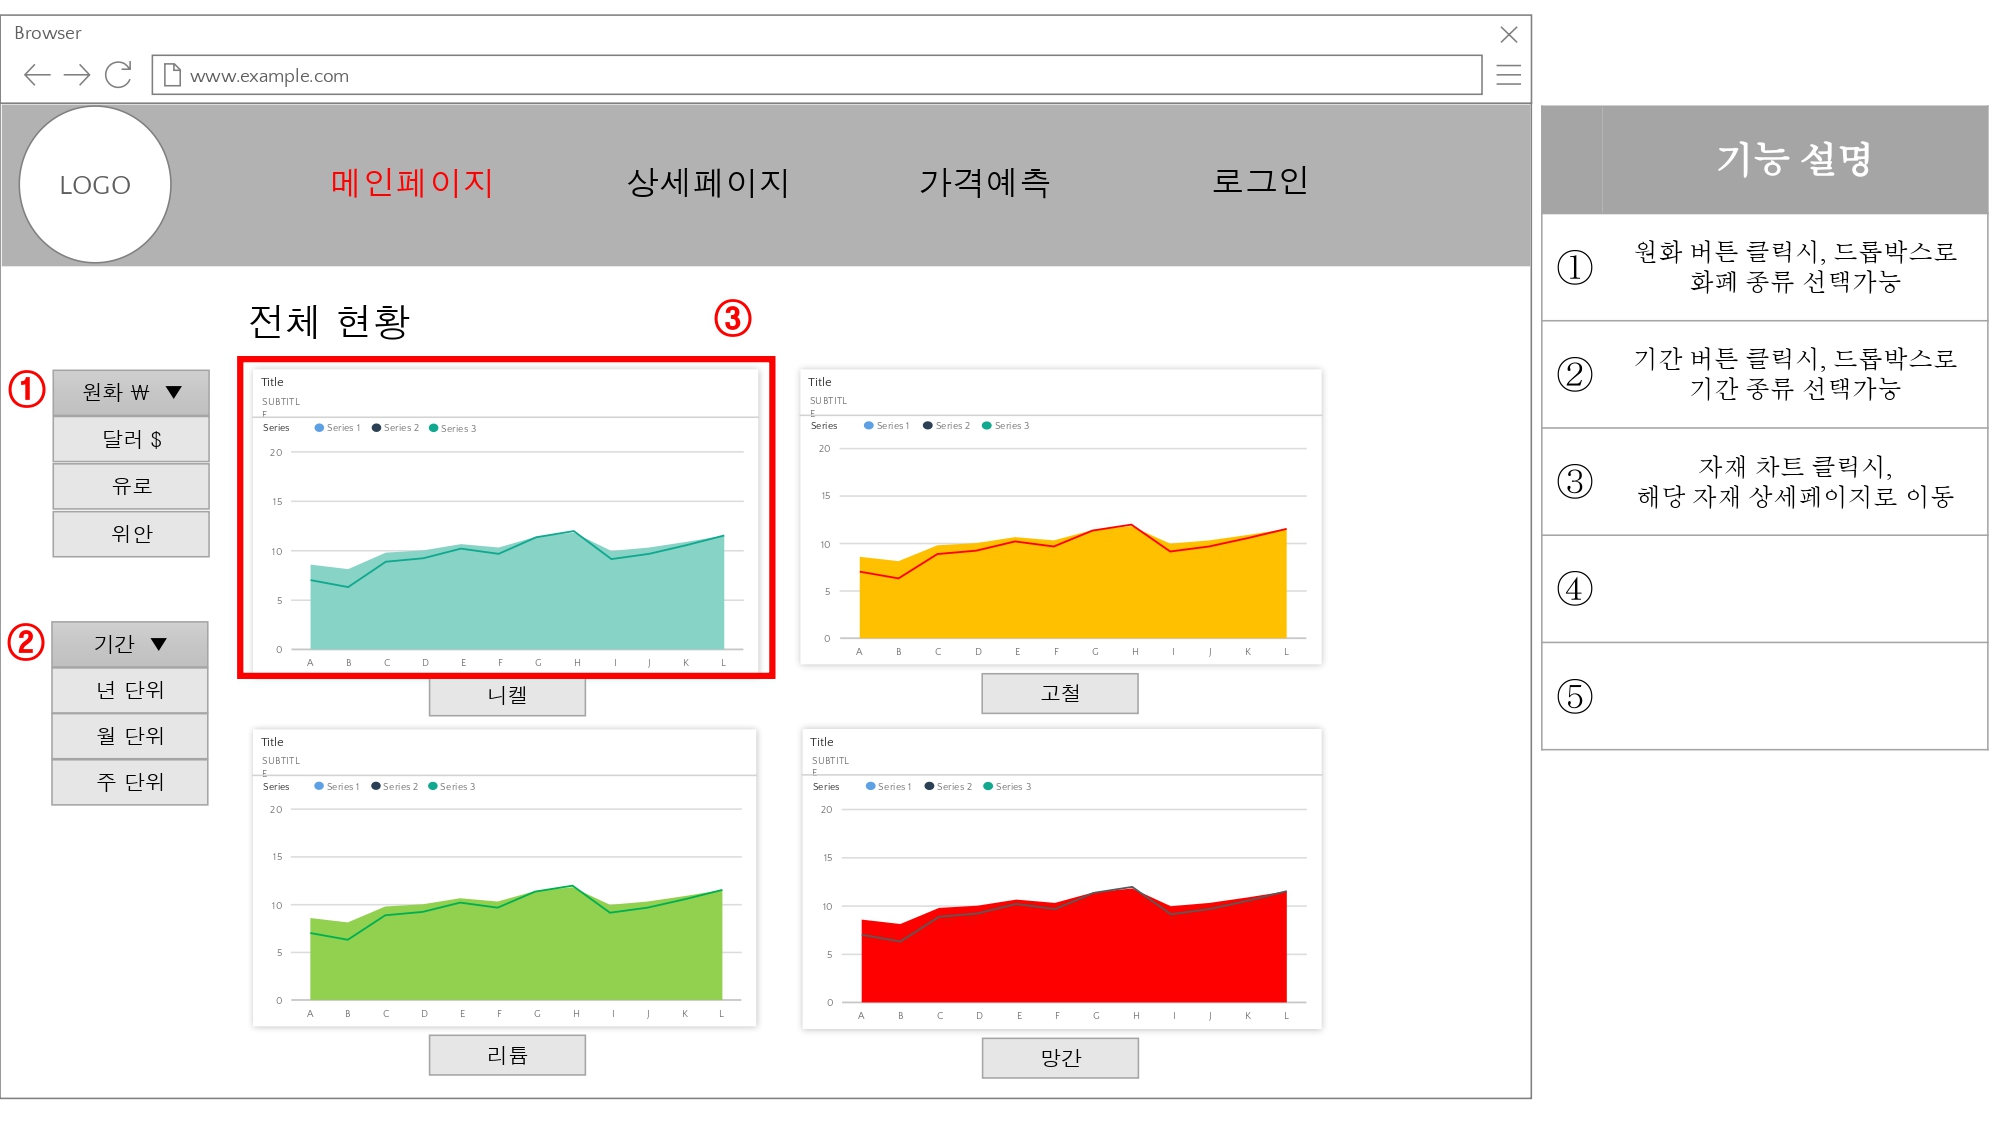 Browser
www.example.com
LOGO
메인페이지
상세페이지
가격예측
로그인
전체 현황
③
①
원화 ₩ ▼
달러 $
유로
위안
②
기간 ▼
년 단위
월 단위
주 단위
Title
SUBTITL
E
Series Series 1 Series 2 Series 3
20
15
10
5
0
A B C D E F G H I J K L
니켈
Title
SUBTITL
E
Series Series 1 Series 2 Series 3
20
15
10
5
0
A B C D E F G H I J K L
고철
Title
SUBTITL
E
Series Series 1 Series 2 Series 3
20
15
10
5
0
A B C D E F G H I J K L
리튬
Title
SUBTITL
E
Series Series 1 Series 2 Series 3
20
15
10
5
0
A B C D E F G H I J K L
망간
기능 설명
①
원화 버튼 클릭시, 드롭박스로
화폐 종류 선택가능
②
기간 버튼 클릭시, 드롭박스로
기간 종류 선택가능
③
자재 차트 클릭시,
해당 자재 상세페이지로 이동
④
⑤